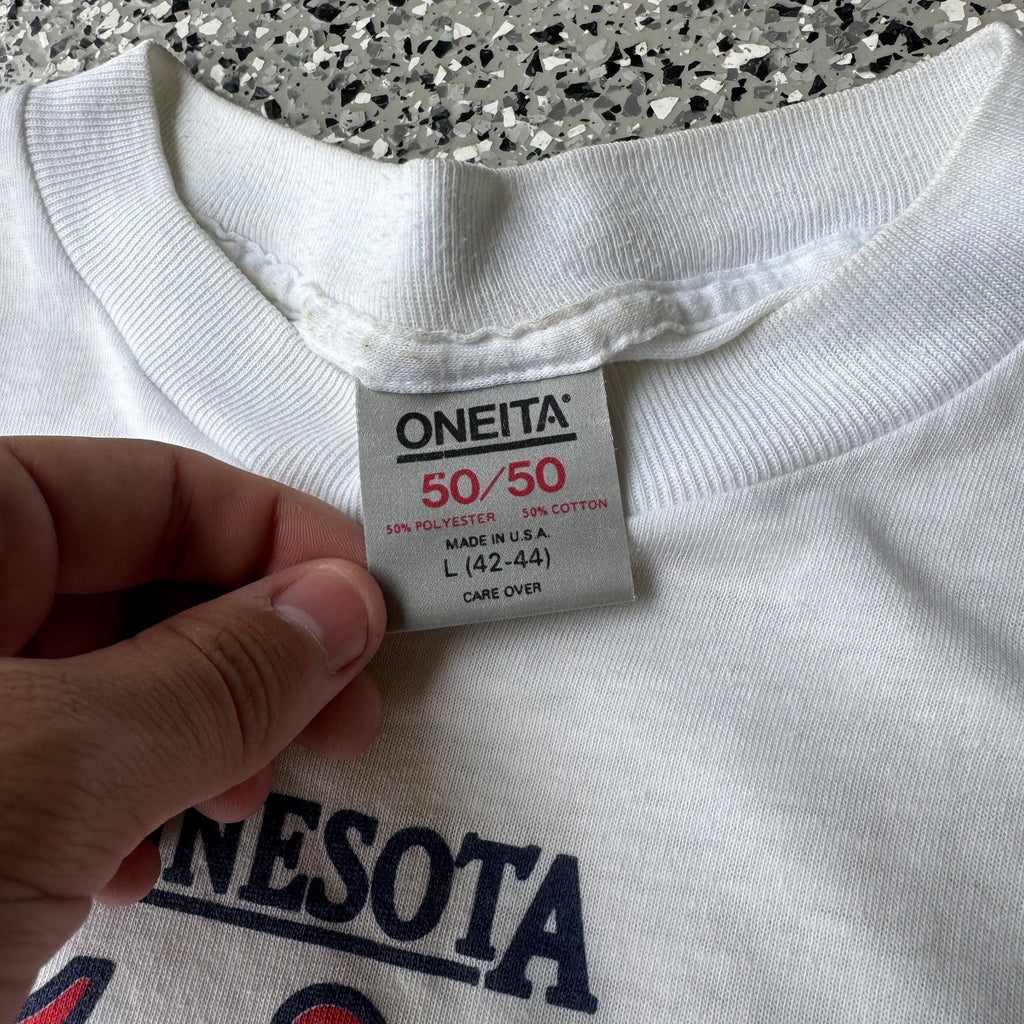 ONEITA®
50/50
50% POLYESTER 50% COTTON
MADE IN U.S.A.
L (42-44)
CARE OVER
NESOTA